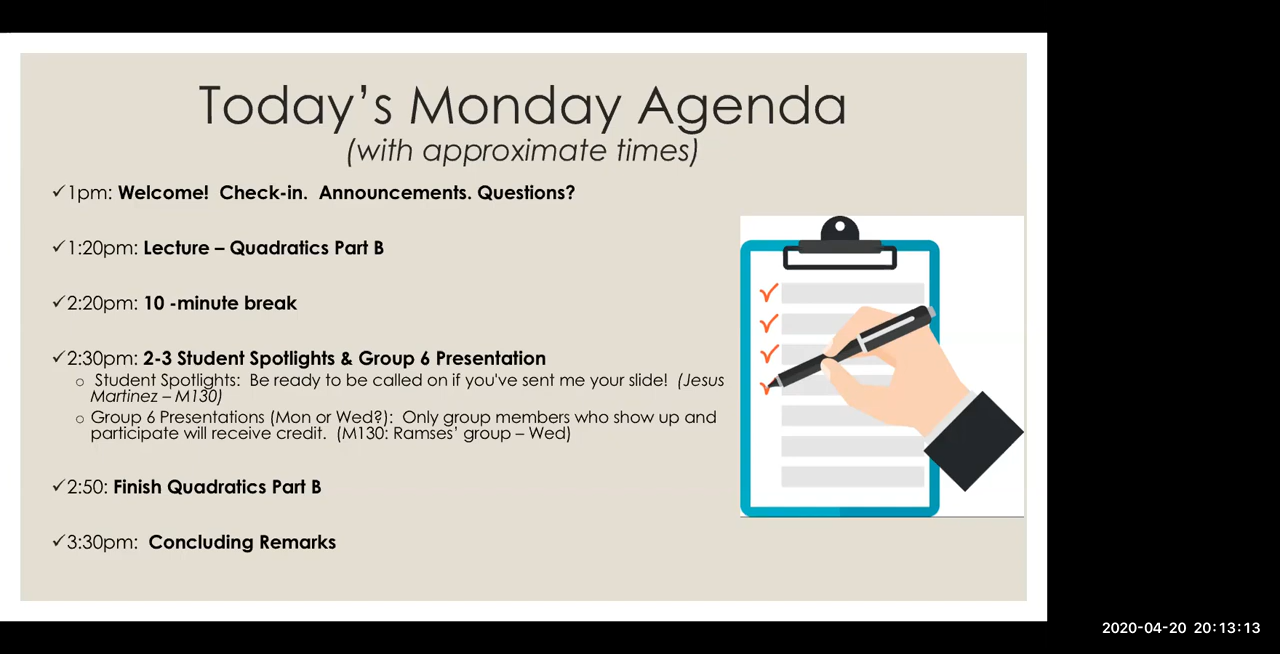 Today's Monday Agenda
(with approximate times)
✓1pm: Welcome!  Check-in.  Announcements. Questions?
✓1:20pm: Lecture – Quadratics Part B
✓2:20pm: 10 -minute break
✓2:30pm: 2-3 Student Spotlights & Group 6 Presentation
○ Student Spotlights:  Be ready to be called on if you've sent me your slide!  (Jesus
Martinez – M130)
○ Group 6 Presentations (Mon or Wed?):  Only group members who show up and
participate will receive credit.  (M130: Ramses' group – Wed)
✓2:50: Finish Quadratics Part B
✓3:30pm:  Concluding Remarks
2020-04-20 20:13:13